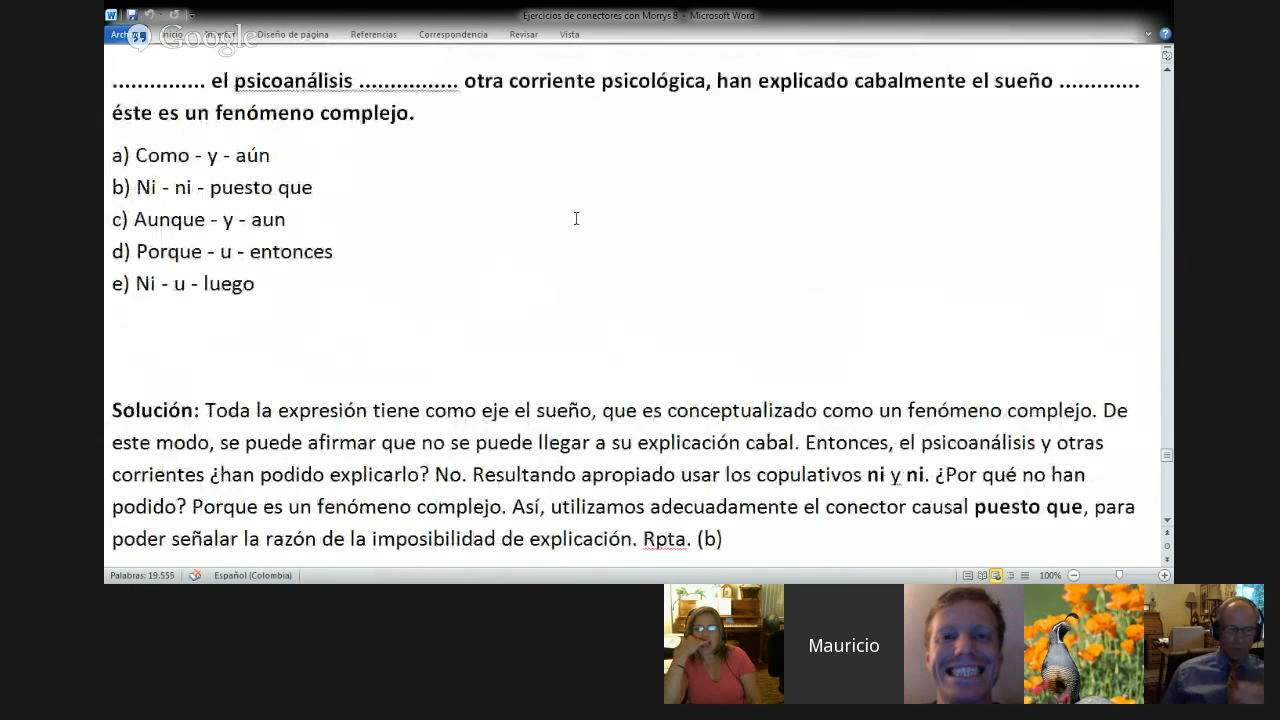 Ejercicios de conectores con Morrys 8 - Microsoft Word
Archivo Inicio Insertar Diseño de página Referencias Correspondencia Revisar Vista
Google
............... el psicoanálisis ................ otra corriente psicológica, han explicado cabalmente el sueño .............
éste es un fenómeno complejo.
a) Como - y - aún
b) Ni - ni - puesto que
c) Aunque - y - aun
d) Porque - u - entonces
e) Ni - u - luego
Solución: Toda la expresión tiene como eje el sueño, que es conceptualizado como un fenómeno complejo. De
este modo, se puede afirmar que no se puede llegar a su explicación cabal. Entonces, el psicoanálisis y otras
corrientes ¿han podido explicarlo? No. Resultando apropiado usar los copulativos ni y ni. ¿Por qué no han
podido? Porque es un fenómeno complejo. Así, utilizamos adecuadamente el conector causal puesto que, para
poder señalar la razón de la imposibilidad de explicación. Rpta. (b)
Palabras: 19.555 Español (Colombia) 100%
Mauricio